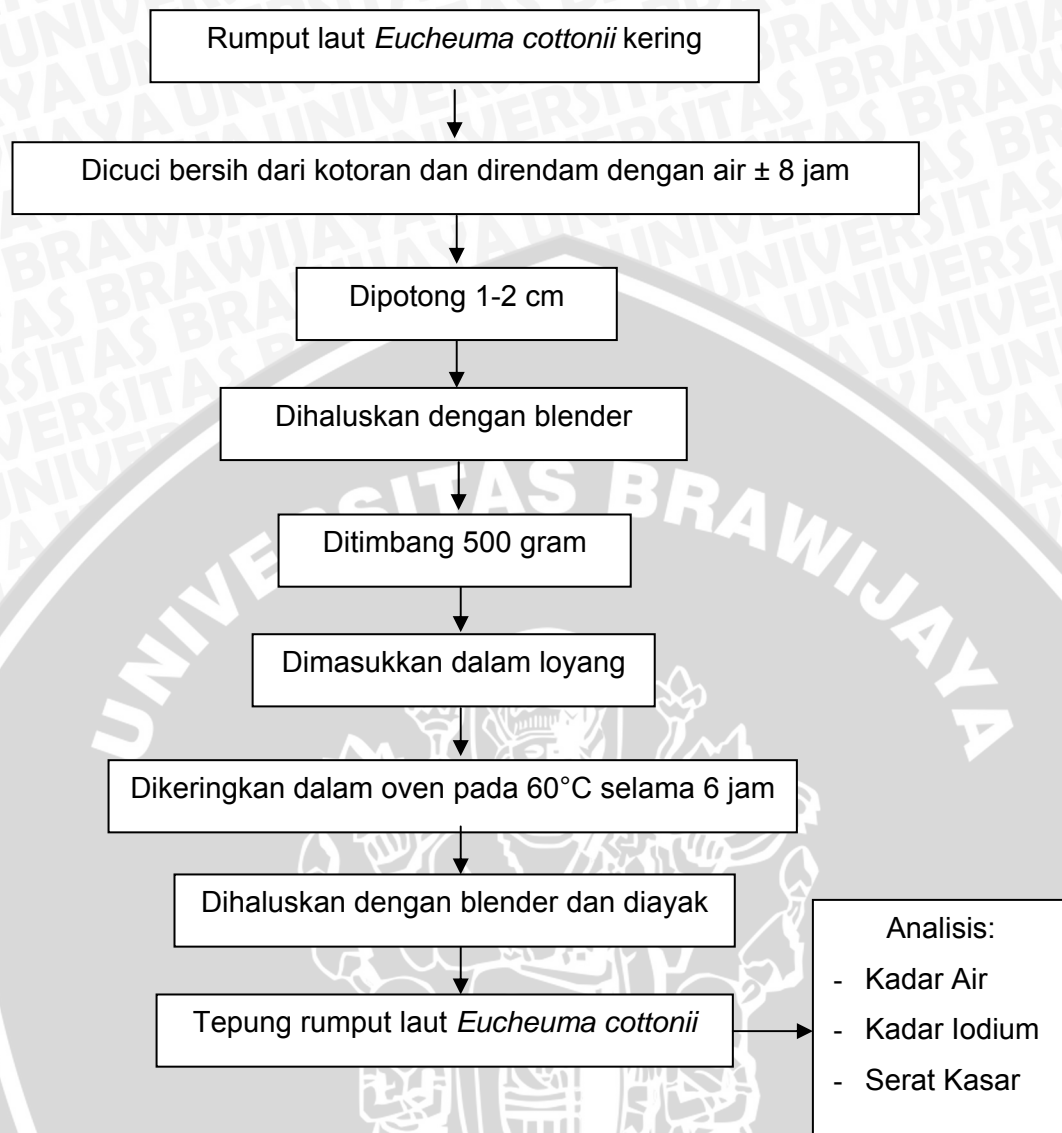 Rumput laut Eucheuma cottonii kering
Dicuci bersih dari kotoran dan direndam dengan air ± 8 jam
Dipotong 1-2 cm
Dihaluskan dengan blender
Ditimbang 500 gram
Dimasukkan dalam loyang
Dikeringkan dalam oven pada 60°C selama 6 jam
Dihaluskan dengan blender dan diayak
Tepung rumput laut Eucheuma cottonii
Analisis:
- Kadar Air
- Kadar Iodium
- Serat Kasar
UNIVERSITAS BRAWIJAYA